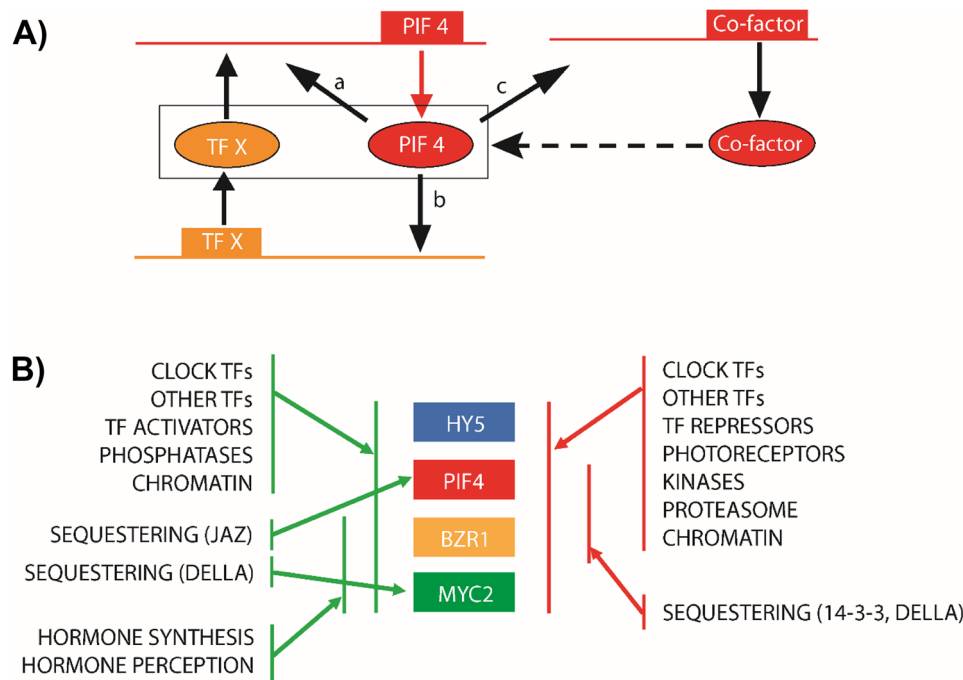 A)
PIF 4
Co-factor
a
c
TF X
PIF 4
Co-factor
b
TF X
B)
CLOCK TFs
OTHER TFs
TF ACTIVATORS
PHOSPHATASES
CHROMATIN
SEQUESTERING (JAZ)
SEQUESTERING (DELLA)
HORMONE SYNTHESIS
HORMONE PERCEPTION
HY5
PIF4
BZR1
MYC2
CLOCK TFs
OTHER TFs
TF REPRESSORS
PHOTORECEPTORS
KINASES
PROTEASOME
CHROMATIN
SEQUESTERING (14-3-3, DELLA)